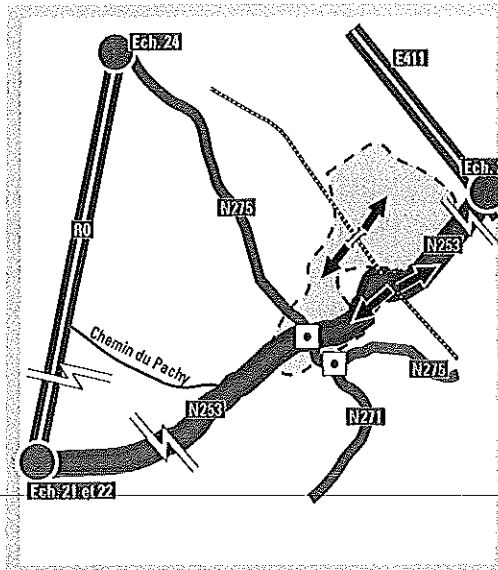 Ech. 24
E411
Ech.
N275
R0
N253
Chemin du Pachy
N275
N253
N271
Ech. 21 et 22